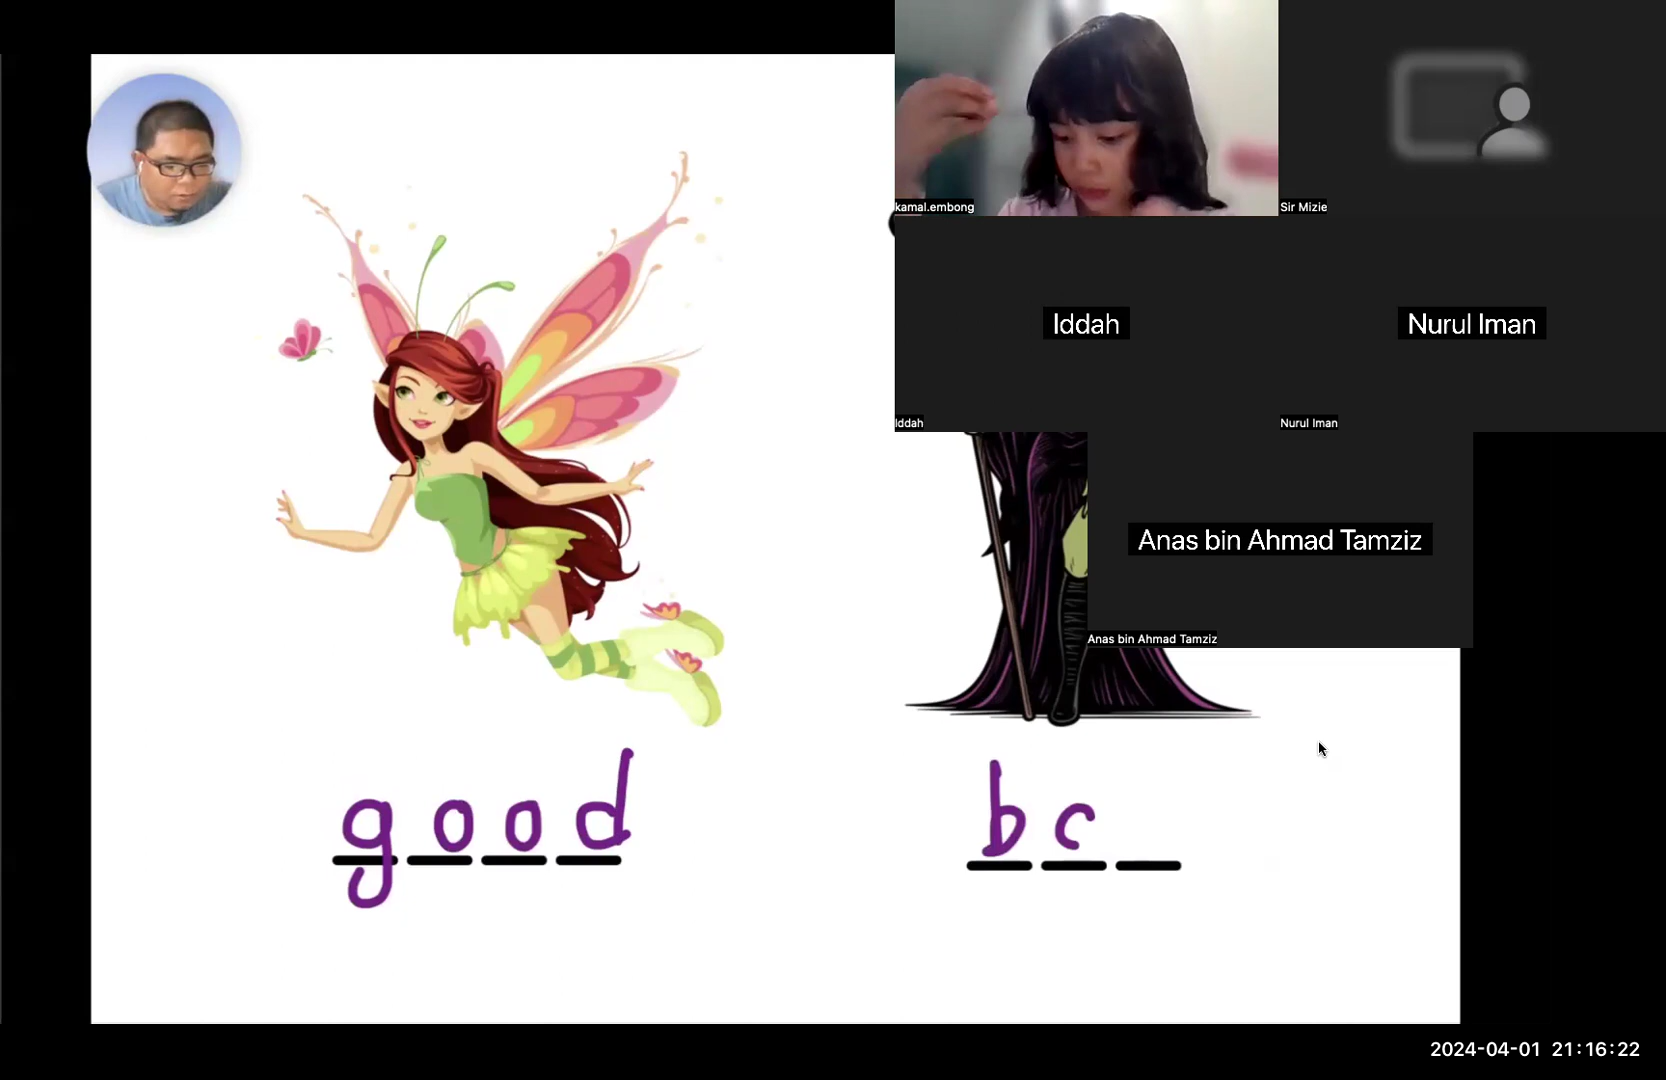 kamal.embong
Sir Mizie
Iddah
Nurul Iman
Iddah
Nurul Iman
Anas bin Ahmad Tamziz
Anas bin Ahmad Tamziz
good
bc
2024-04-01 21:16:22